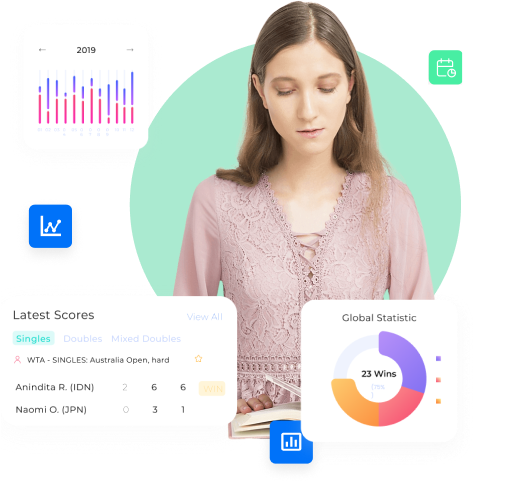 2019
Latest Scores
View All
Singles Doubles Mixed Doubles
WTA - SINGLES: Australia Open, hard
Anindita R. (IDN) 2 6 6 WIN
Naomi O. (JPN) 0 3 1
Global Statistic
23 Wins